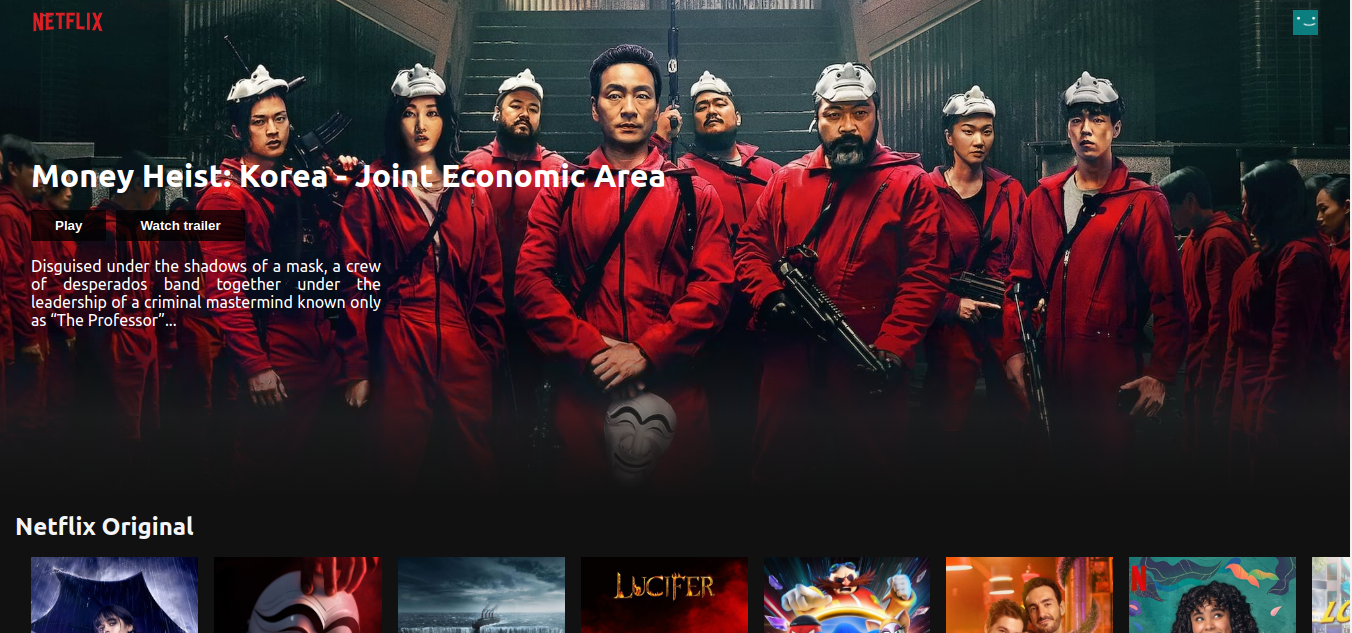 NETFLIX
Money Heist: Korea - Joint Economic Area
Play
Watch trailer
Disguised under the shadows of a mask, a crew
of desperados band together under the
leadership of a criminal mastermind known only
as “The Professor”...
Netflix Original
LUCIFER
N